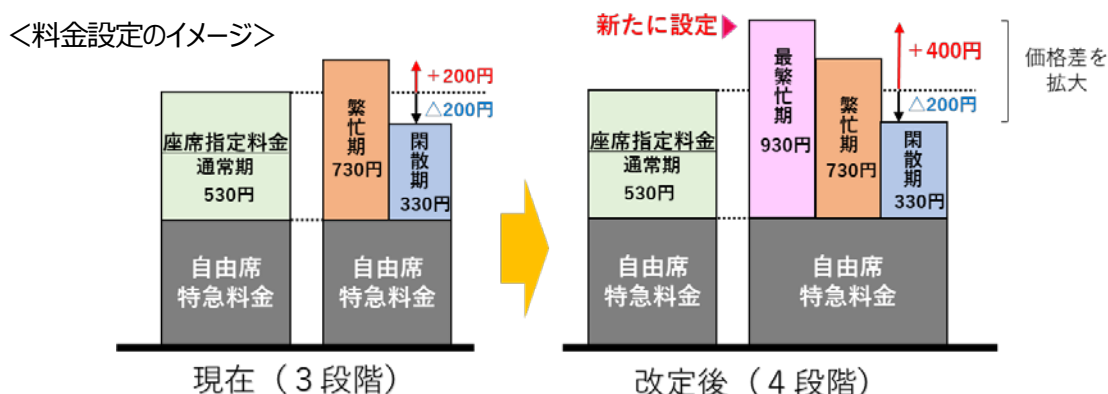 <料金設定のイメージ>
+200円
△200円
座席指定料金
通常期
530円
繁忙期
730円
閑散期
330円
自由席
特急料金
自由席
特急料金
現在（3段階）
新たに設定▶
+400円
△200円
価格差を
拡大
座席指定料金
通常期
530円
最繁忙期
930円
繁忙期
730円
閑散期
330円
自由席
特急料金
自由席
特急料金
改定後（4段階）